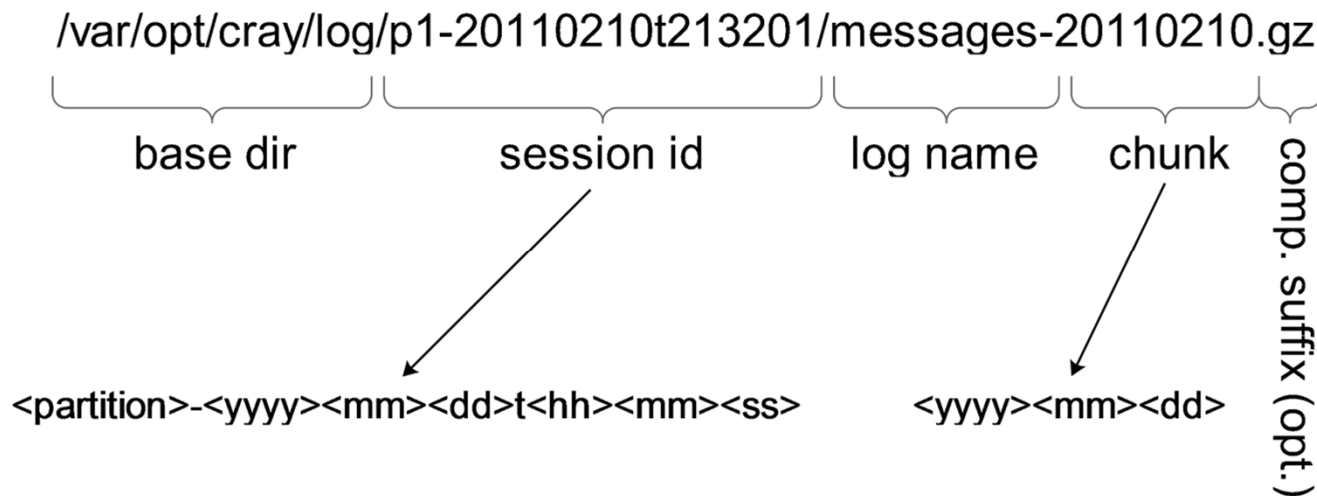 /var/opt/cray/log/p1-20110210t213201/messages-20110210.gz
base dir
session id
log name
chunk
comp. suffix (opt.)
<partition>-<yyyy><mm><dd>t<hh><mm><ss>
<yyyy><mm><dd>